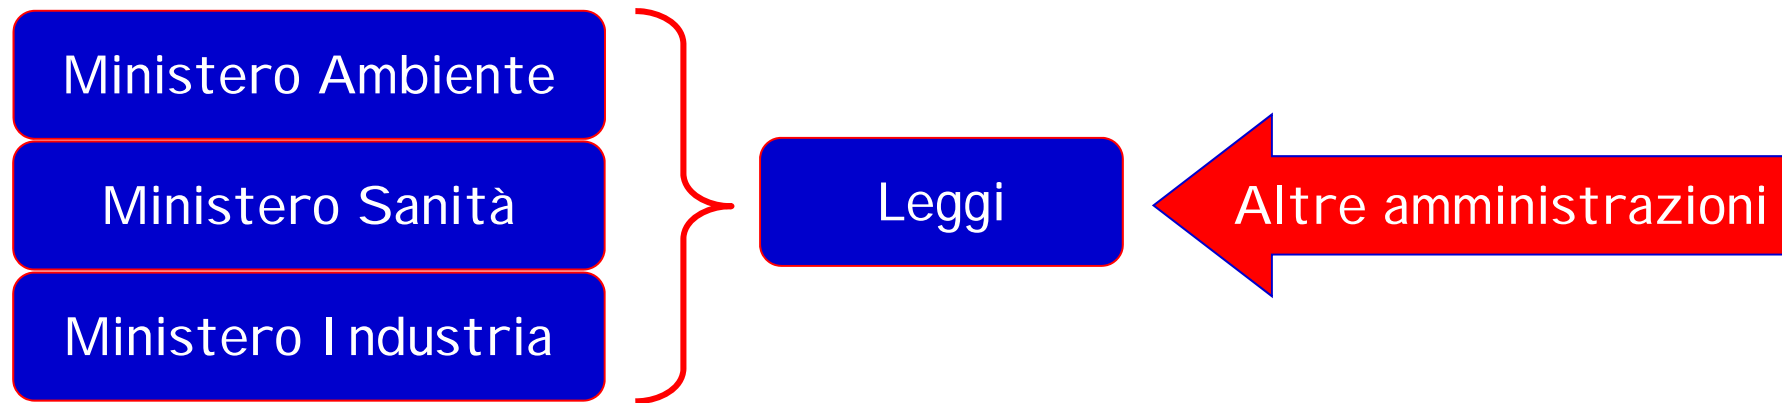 Ministero Ambiente
Ministero Sanità
Ministero Industria
Leggi
Altre amministrazioni